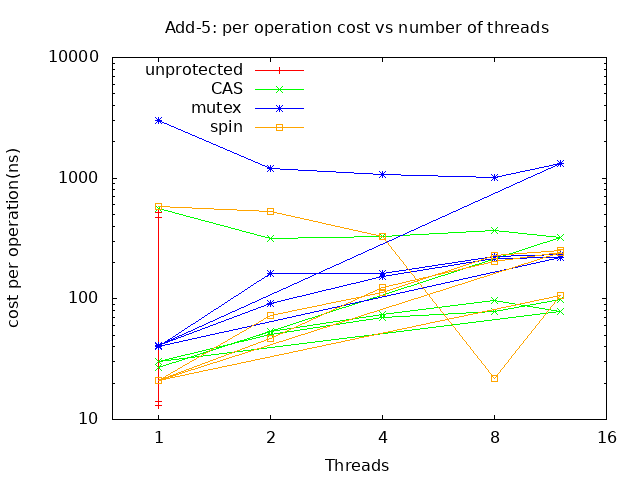 Add-5: per operation cost vs number of threads
10000
1000
100
10
cost per operation(ns)
unprotected
CAS
mutex
spin
1 2 4 8 16
Threads